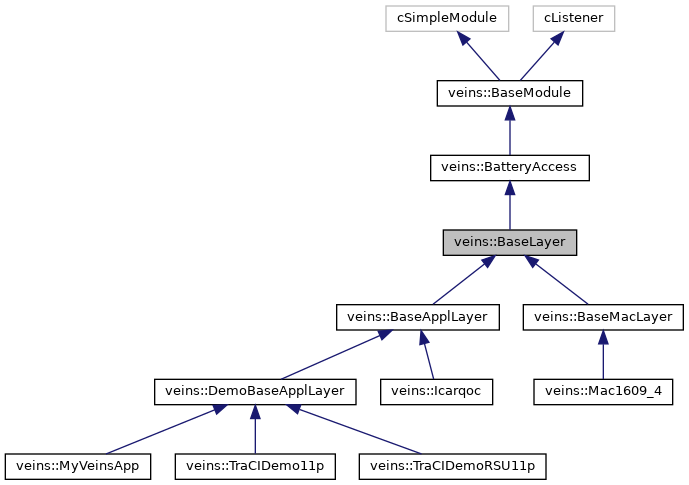 cSimpleModule
cListener
veins::BaseModule
veins::BatteryAccess
veins::BaseLayer
veins::BaseApplLayer
veins::BaseMacLayer
veins::DemoBaseApplLayer
veins::Icarqoc
veins::Mac1609_4
veins::MyVeinsApp
veins::TraCIDemo11p
veins::TraCIDemoRSU11p